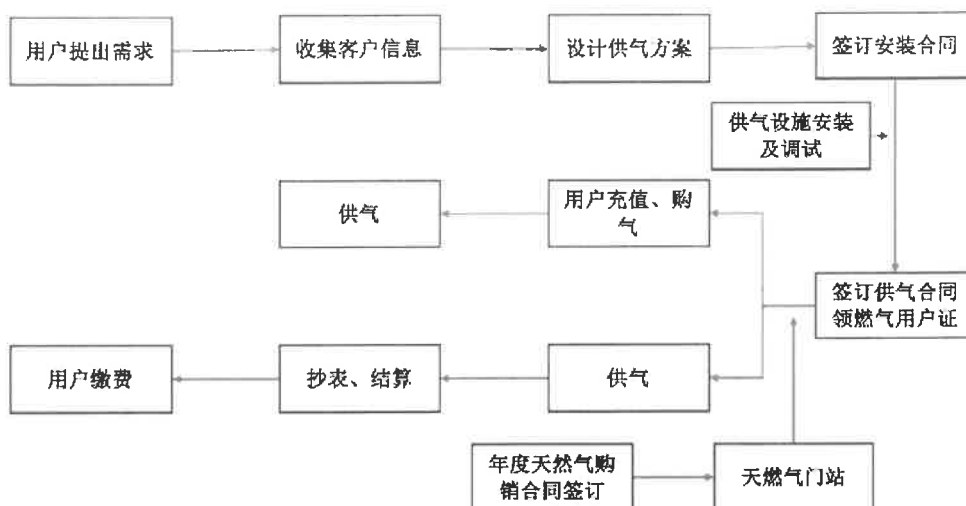 用户提出需求
收集客户信息
设计供气方案
签订安装合同
供气设施安装
及调试
供气
用户充值、购
气
签订供气合同
领燃气用户证
用户缴费
抄表、结算
供气
年度天然气购
销合同签订
天燃气门站